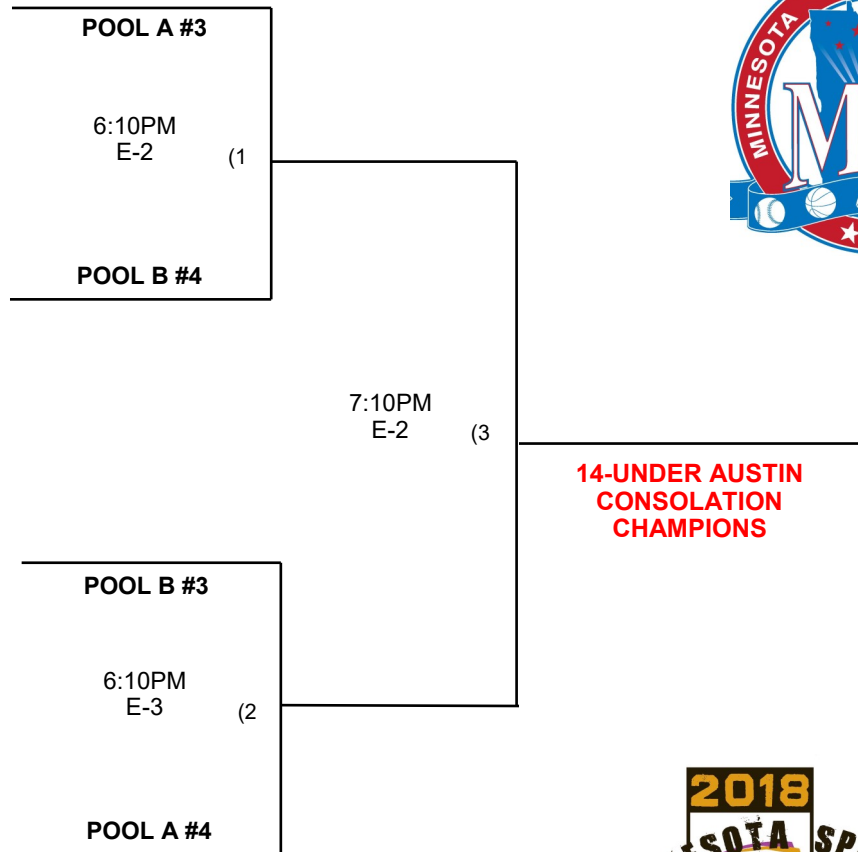 POOL A #3
6:10PM
E-2
(1
POOL B #4
7:10PM
E-2
(3
14-UNDER AUSTIN
CONSOLATION
CHAMPIONS
POOL B #3
6:10PM
E-3
(2
POOL A #4
MINNESOTA
M
2018